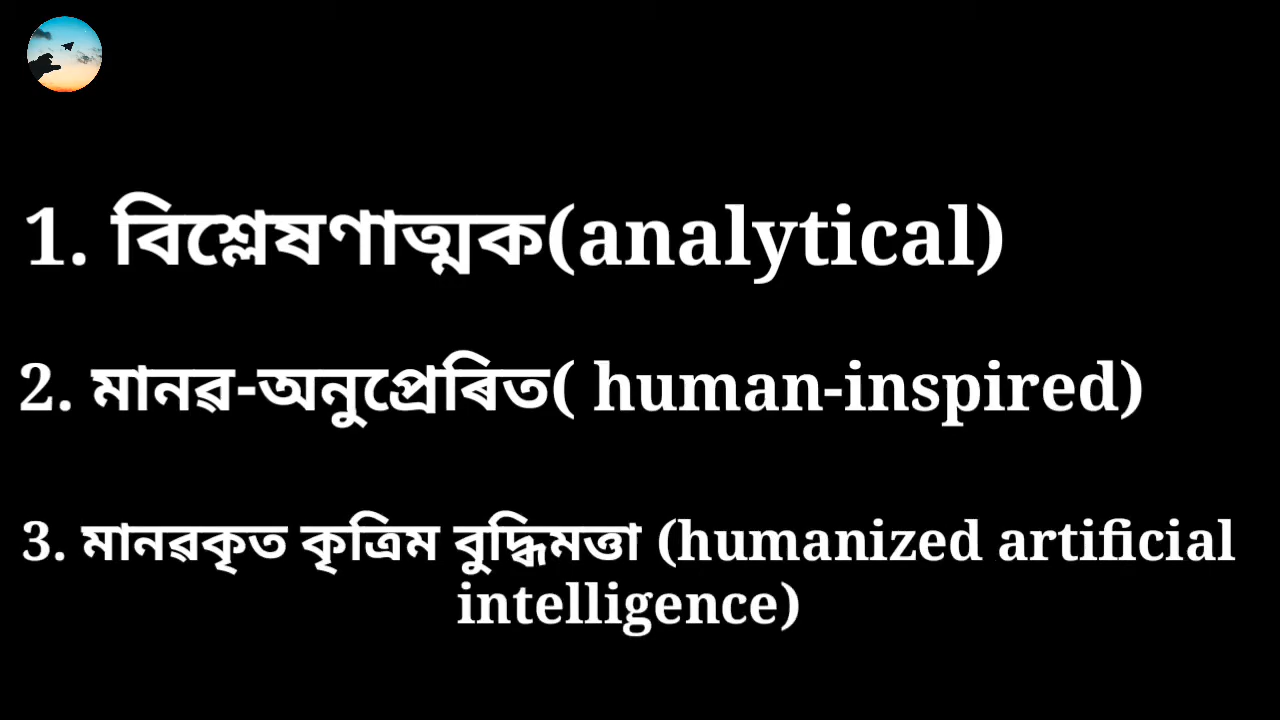 1. বিশ্লেষণাত্মক(analytical)
2. মানৱ-অনুপ্ৰেৰিত( human-inspired)
3. মানৱকৃত কৃত্ৰিম বুদ্ধিমত্তা (humanized artificial
intelligence)